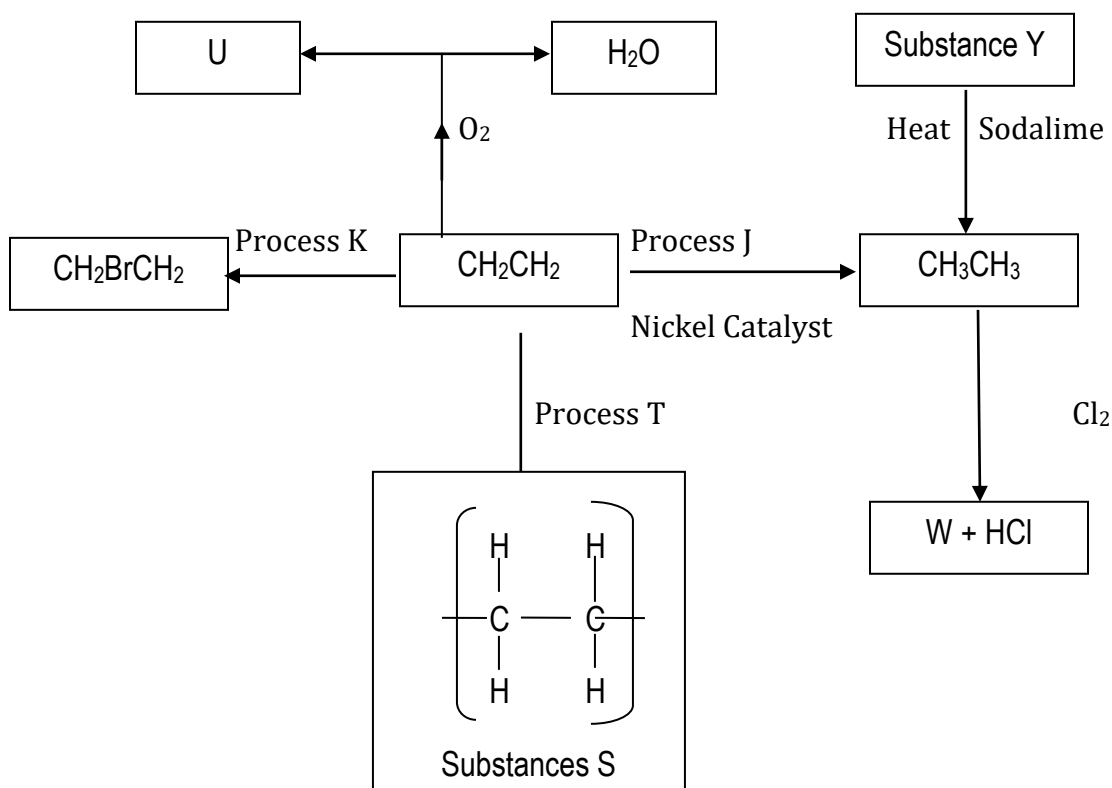 U
H₂O
Substance Y
O₂
Heat
Sodalime
Process K
Process J
CH₂BrCH₂
CH₂CH₂
CH₃CH₃
Nickel Catalyst
Process T
Cl₂
W + HCl
H H
C C
H H
Substances S